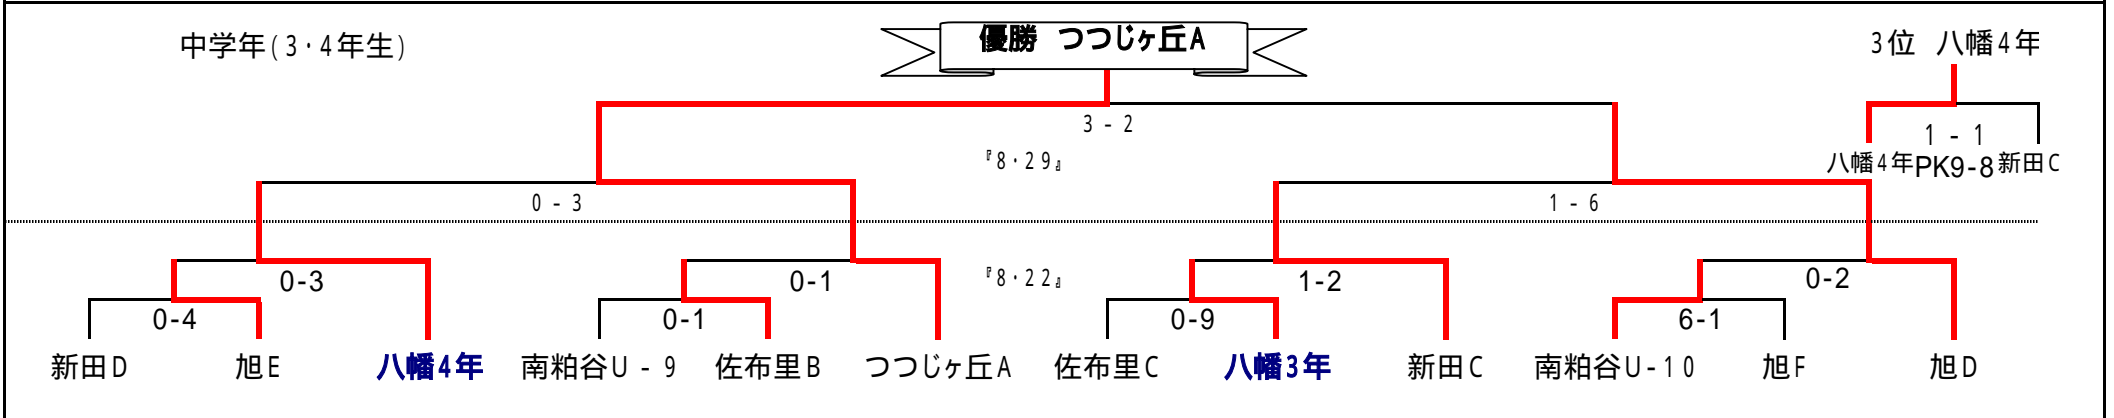 中学年(3・4年生)
優勝 つつじヶ丘A
3位 八幡4年
3 - 2
1 - 1
『8・29』
八幡4年PK9-8新田C
0 - 3
1 - 6
0-3
0-1
『8・22』
1-2
0-2
0-4
0-1
0-9
6-1
新田D
旭E
八幡4年
南粕谷U - 9
佐布里B
つつじヶ丘A
佐布里C
八幡3年
新田C
南粕谷U-10
旭F
旭D